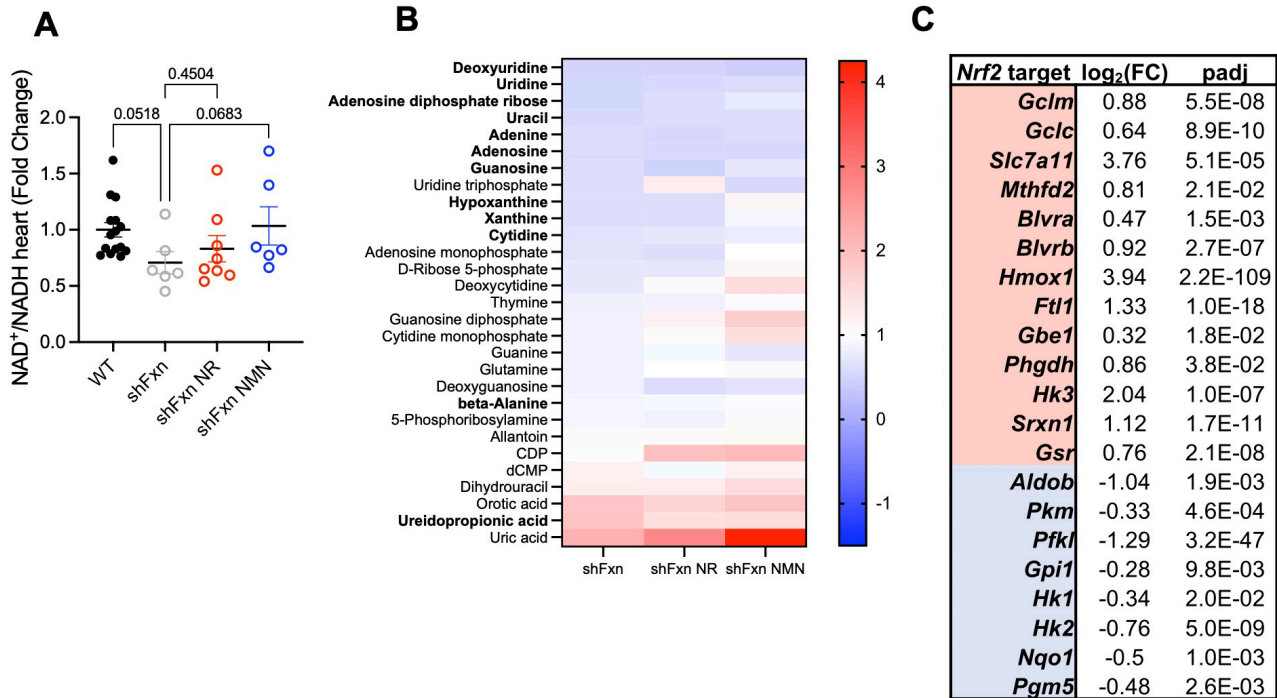 A
NAD+/NADH heart (Fold Change)
0.4504
0.0518
0.0683
2.0
1.5
1.0
0.5
0.0
WT
shFxn
shFxn NR
shFxn NMN
B
Deoxyuridine
Uridine
Adenosine diphosphate ribose
Uracil
Adenine
Adenosine
Guanosine
Uridine triphosphate
Hypoxanthine
Xanthine
Cytidine
Adenosine monophosphate
D-Ribose 5-phosphate
Deoxycytidine
Thymine
Guanosine diphosphate
Cytidine monophosphate
Guanine
Glutamine
Deoxyguanosine
beta-Alanine
5-Phosphoribosylamine
Allantoin
CDP
dCMP
Dihydrouracil
Orotic acid
Ureidopropionic acid
Uric acid
shFxn
shFxn NR
shFxn NMN
4
3
2
1
0
-1
C
Nrf2 target log2(FC) padj
Gclm 0.88 5.5E-08
Gclc 0.64 8.9E-10
Slc7a11 3.76 5.1E-05
Mthfd2 0.81 2.1E-02
Blvra 0.47 1.5E-03
Blvrb 0.92 2.7E-07
Hmox1 3.94 2.2E-109
Ftl1 1.33 1.0E-18
Gbe1 0.32 1.8E-02
Phgdh 0.86 3.8E-02
Hk3 2.04 1.0E-07
Srxn1 1.12 1.7E-11
Gsr 0.76 2.1E-08
Aldob -1.04 1.9E-03
Pkm -0.33 4.6E-04
Pfkl -1.29 3.2E-47
Gpi1 -0.28 9.8E-03
Hk1 -0.34 2.0E-02
Hk2 -0.76 5.0E-09
Nqo1 -0.5 1.0E-03
Pgm5 -0.48 2.6E-03